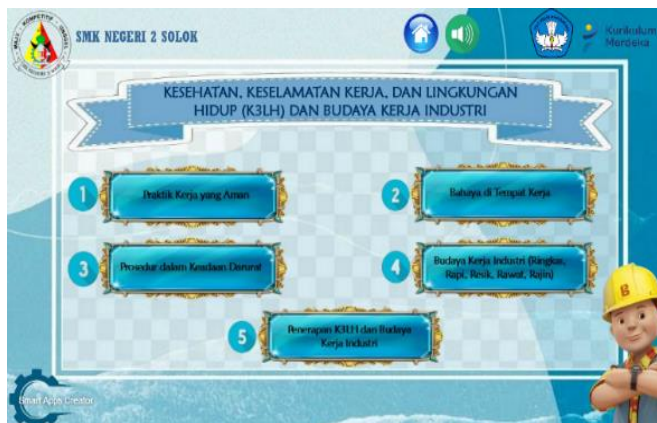 SMK NEGERI 2 SOLOK
Kurikulum
Merdeka
KESEHATAN, KESELAMATAN KERJA, DAN LINGKUNGAN
HIDUP (K3LH) DAN BUDAYA KERJA INDUSTRI
1
Praktik Kerja yang Aman
2
Bahaya di Tempat Kerja
3
Prosedur dalam Keadaan Darurat
4
Budaya Kerja Industri (Ringkas,
Rapi, Resik, Rawat, Rajin)
5
Penerapan K3LH dan Budaya
Kerja Industri
B
Smart Apps Creator